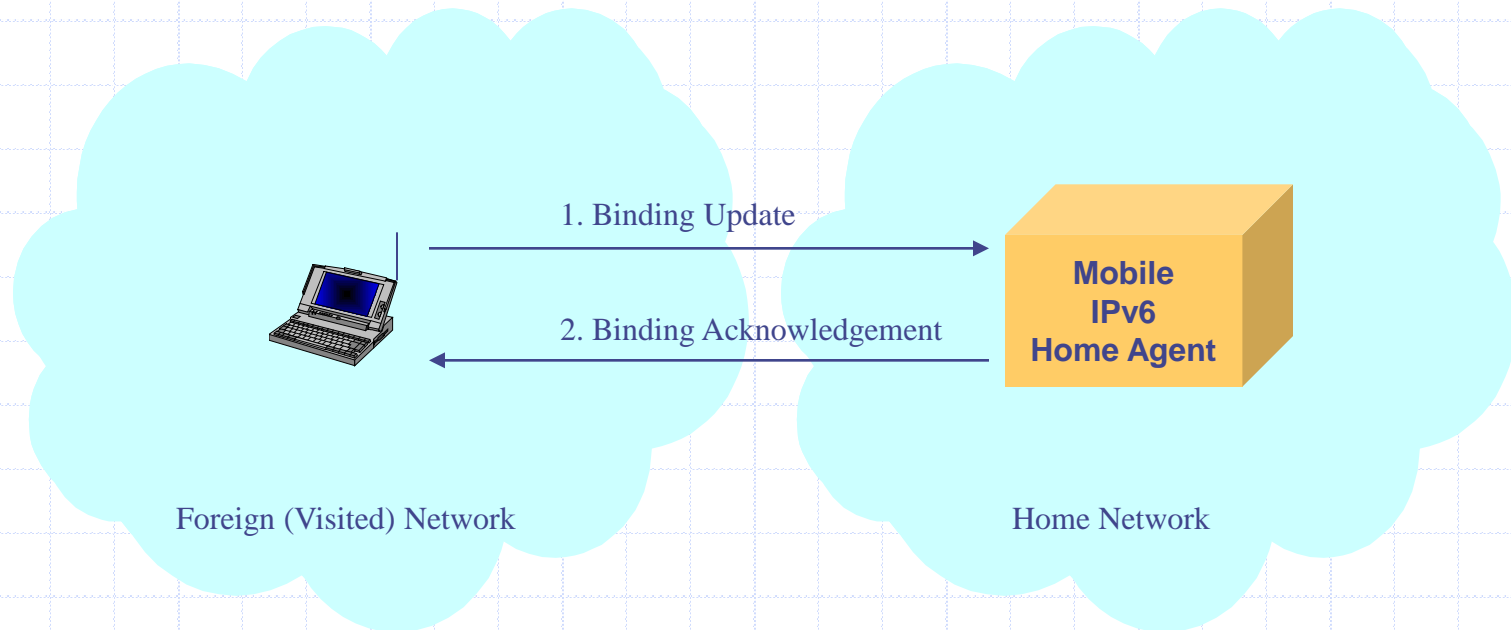 1. Binding Update
Mobile
IPv6
Home Agent
2. Binding Acknowledgement
Foreign (Visited) Network
Home Network